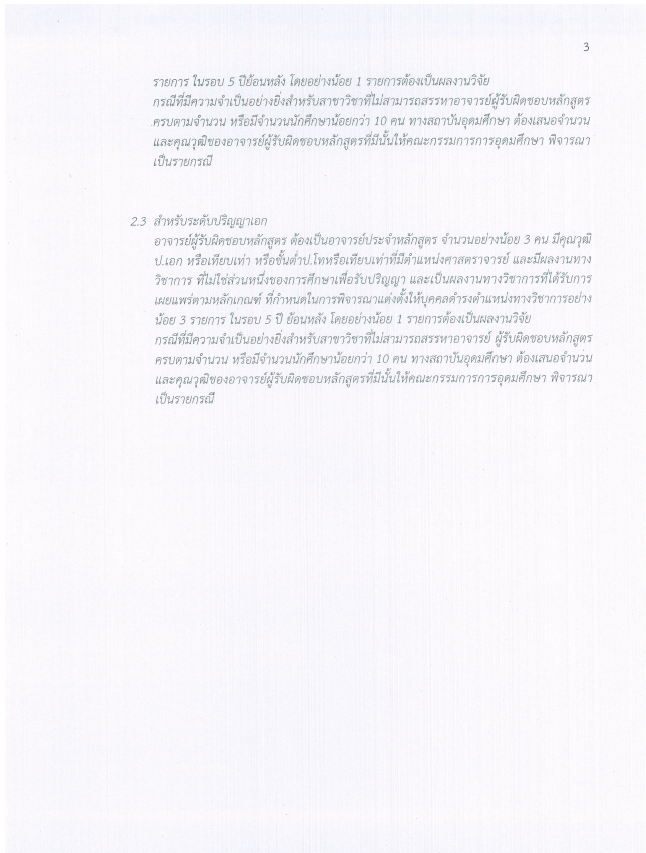 3
รายการ ในรอบ 5 ปีย้อนหลัง โดยอย่างน้อย 1 รายการต้องเป็นผลงานวิจัย
กรณีที่มีความจำเป็นอย่างยิ่งสำหรับสาขาวิชาที่ไม่สามารถสรรหาอาจารย์ผู้รับผิดชอบหลักสูตร
ครบตามจำนวน หรือมีจำนวนนักศึกษาน้อยกว่า 10 คน ทางสถาบันอุดมศึกษา ต้องเสนอจำนวน
และคุณวุฒิของอาจารย์ผู้รับผิดชอบหลักสูตรที่มีนั้นให้คณะกรรมการการอุดมศึกษา พิจารณา
เป็นรายกรณี
2.3 สำหรับระดับปริญญาเอก
อาจารย์ผู้รับผิดชอบหลักสูตร ต้องเป็นอาจารย์ประจำหลักสูตร จำนวนอย่างน้อย 3 คน มีคุณวุฒิ
ป.เอก หรือเทียบเท่า หรือขั้นต่ำป.โทหรือเทียบเท่าที่มีตำแหน่งศาสตราจารย์ และมีผลงานทาง
วิชาการ ที่ไม่ใช่ส่วนหนึ่งของการศึกษาเพื่อรับปริญญา และเป็นผลงานทางวิชาการที่ได้รับการ
เผยแพร่ตามหลักเกณฑ์ ที่กำหนดในการพิจารณาแต่งตั้งให้บุคคลดำรงตำแหน่งทางวิชาการอย่าง
น้อย 3 รายการ ในรอบ 5 ปี ย้อนหลัง โดยอย่างน้อย 1 รายการต้องเป็นผลงานวิจัย
กรณีที่มีความจำเป็นอย่างยิ่งสำหรับสาขาวิชาที่ไม่สามารถสรรหาอาจารย์ ผู้รับผิดชอบหลักสูตร
ครบตามจำนวน หรือมีจำนวนนักศึกษาน้อยกว่า 10 คน ทางสถาบันอุดมศึกษา ต้องเสนอจำนวน
และคุณวุฒิของอาจารย์ผู้รับผิดชอบหลักสูตรที่มีนั้นให้คณะกรรมการการอุดมศึกษา พิจารณา
เป็นรายกรณี